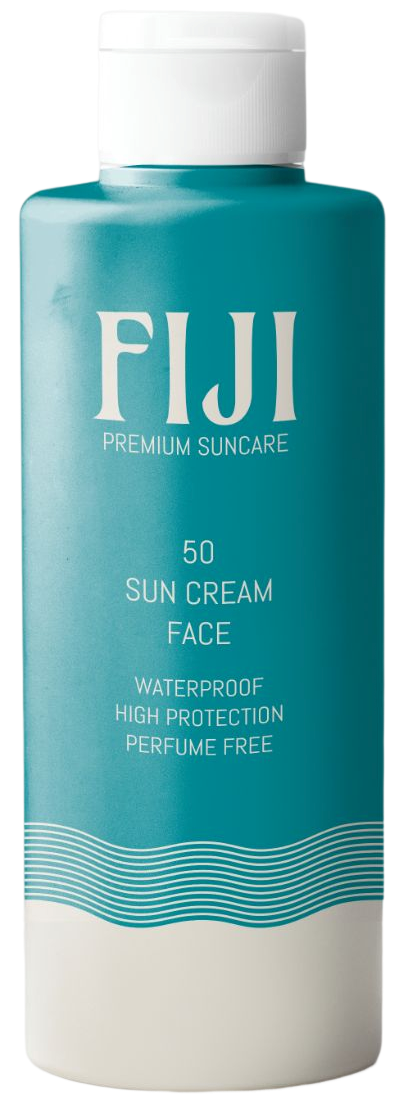 FIJI
PREMIUM SUNCARE
50
SUN CREAM
FACE
WATERPROOF
HIGH PROTECTION
PERFUME FREE